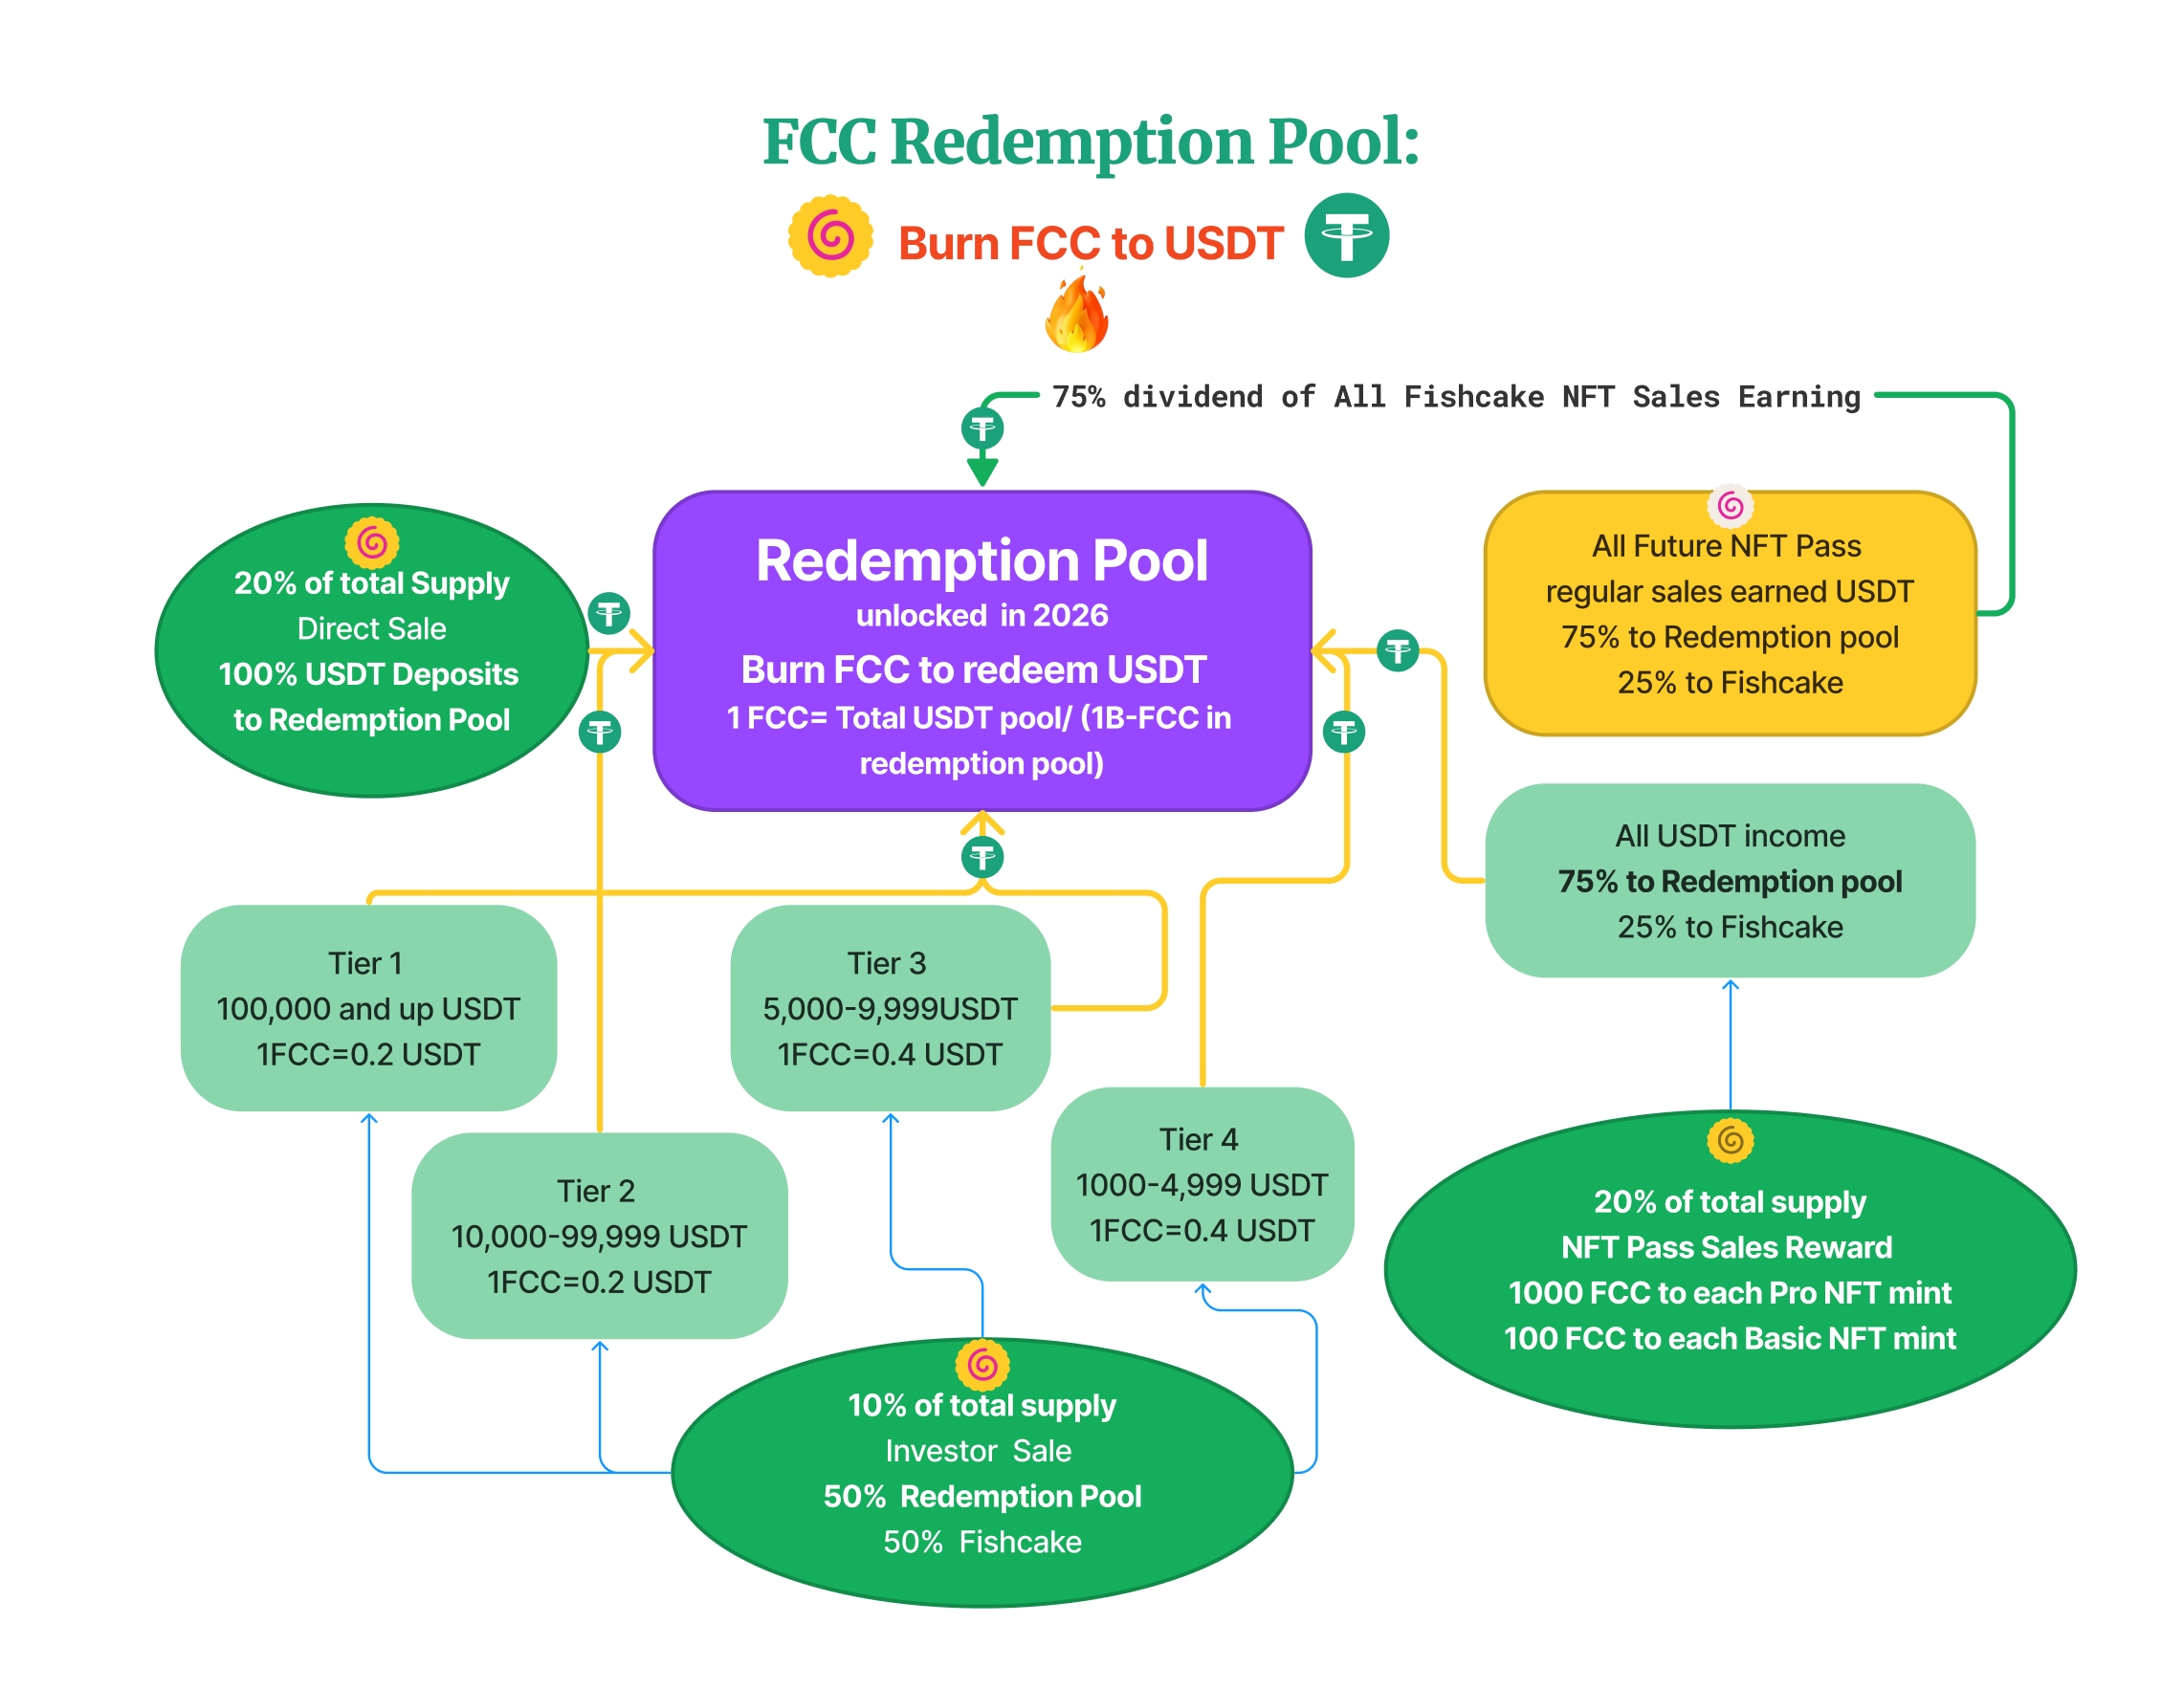 FCC Redemption Pool:
Burn FCC to USDT
75% dividend of All Fishcake NFT Sales Earning
20% of total Supply
Direct Sale
100% USDT Deposits
to Redemption Pool
Redemption Pool
unlocked in 2026
Burn FCC to redeem USDT
1 FCC= Total USDT pool/ (1B-FCC in
redemption pool)
All Future NFT Pass
regular sales earned USDT
75% to Redemption pool
25% to Fishcake
All USDT income
75% to Redemption pool
25% to Fishcake
Tier 1
100,000 and up USDT
1FCC=0.2 USDT
Tier 3
5,000-9,999USDT
1FCC=0.4 USDT
Tier 2
10,000-99,999 USDT
1FCC=0.2 USDT
Tier 4
1000-4,999 USDT
1FCC=0.4 USDT
20% of total supply
NFT Pass Sales Reward
1000 FCC to each Pro NFT mint
100 FCC to each Basic NFT mint
10% of total supply
Investor Sale
50% Redemption Pool
50% Fishcake